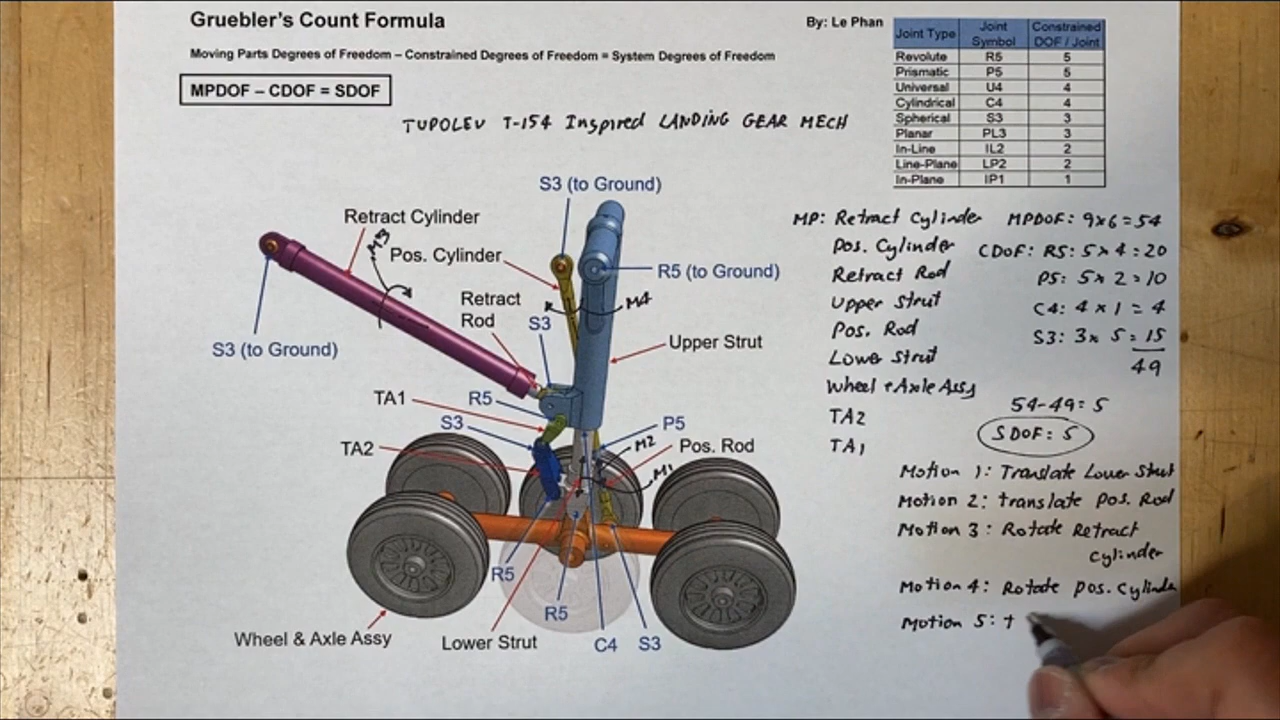 Gruebler's Count Formula
By: Le Phan
Moving Parts Degrees of Freedom – Constrained Degrees of Freedom = System Degrees of Freedom
MPDOF – CDOF = SDOF
Joint Type Joint Symbol Constrained DOF / Joint
Revolute R5 5
Prismatic P5 5
Universal U4 4
Cylindrical C4 4
Spherical S3 3
Planar PL3 3
In-Line IL2 2
Line-Plane LP2 2
In-Plane IP1 1
TUPOLEV T-154 Inspired LANDING GEAR MECH
S3 (to Ground)
Retract Cylinder
M3
Pos. Cylinder
R5 (to Ground)
Retract
Rod
M4
S3
S3 (to Ground)
Upper Strut
TA1
R5
S3
P5
TA2
M2
Pos. Rod
M1
R5
R5
Wheel & Axle Assy
Lower Strut
C4
S3
MP: Retract Cylinder
Pos. Cylinder
Retract Rod
Upper Strut
Pos. Rod
Lower Strut
Wheel + Axle Assy
TA2
TA1
MPDOF: 9x6=54
CDOF: R5: 5x4=20
P5: 5x2=10
C4: 4x1=4
S3: 3x5=15
49
54-49=5
SDOF: 5
Motion 1: Translate Lower Strut
Motion 2: translate Pos. Rod
Motion 3: Rotate Retract
Cylinder
Motion 4: Rotate Pos. Cylinder
Motion 5: t